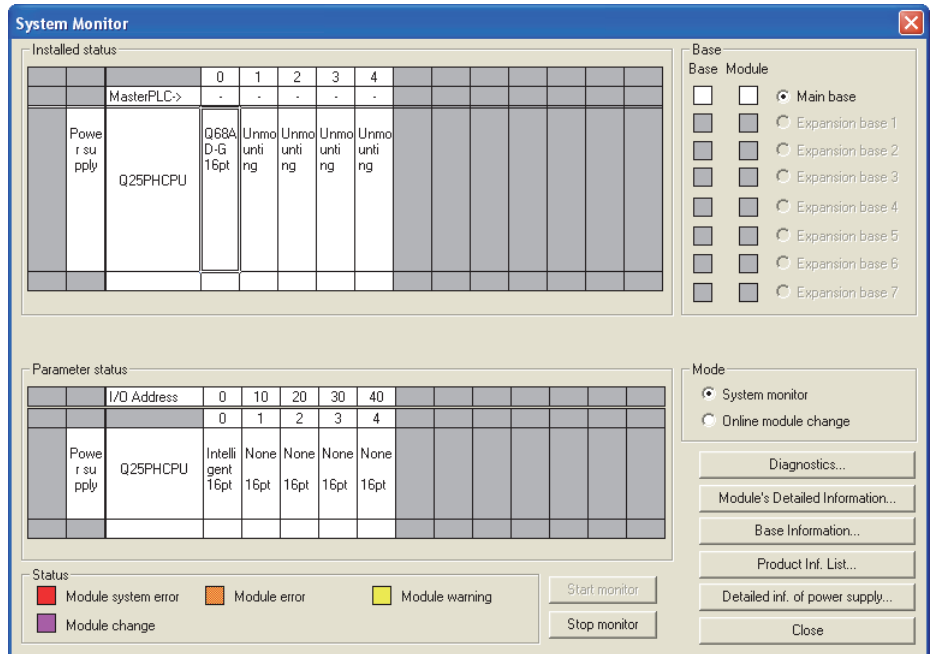 System Monitor
Installed status
0 1 2 3 4
MasterPLC-> - - - - -
Powe
r su
pply
Q25PHCPU
Q68A
D-G
16pt
Unmo
unti
ng
Unmo
unti
ng
Unmo
unti
ng
Unmo
unti
ng
Base
Base Module
Main base
Expansion base 1
Expansion base 2
Expansion base 3
Expansion base 4
Expansion base 5
Expansion base 6
Expansion base 7
Parameter status
I/O Address 0 10 20 30 40
0 1 2 3 4
Powe
r su
pply
Q25PHCPU
Intelli
gent
16pt
None
16pt
None
16pt
None
16pt
None
16pt
Mode
System monitor
Online module change
Diagnostics...
Module's Detailed Information...
Base Information...
Product Inf. List...
Detailed inf. of power supply...
Close
Status
Module system error
Module error
Module warning
Module change
Start monitor
Stop monitor